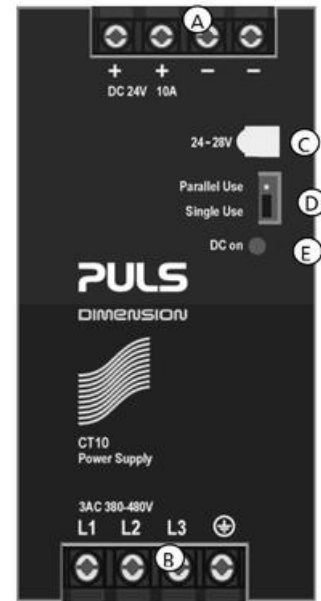 A
+ + − −
DC 24V 10A
24–28V
C
Parallel Use
D
Single Use
DC on
E
PULS
DIMENSION
CT10
Power Supply
3AC 380-480V
L1 L2 L3
B